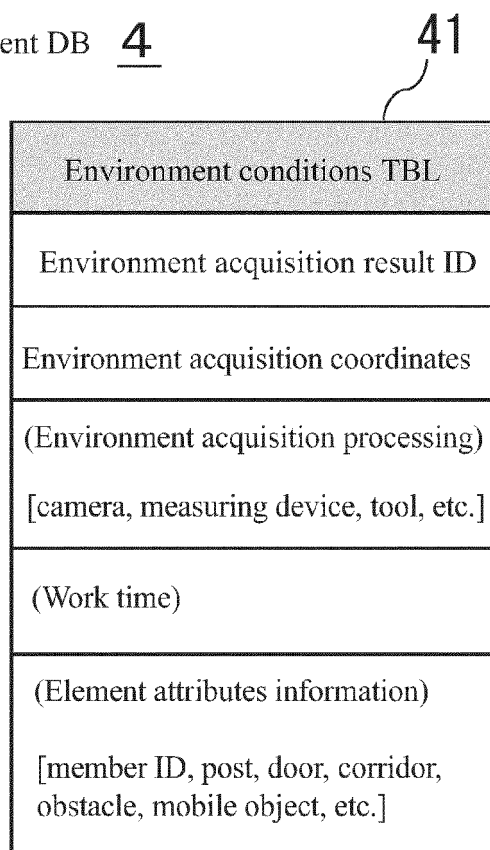 ent DB 4
41
Environment conditions TBL
Environment acquisition result ID
Environment acquisition coordinates
(Environment acquisition processing)
[camera, measuring device, tool, etc.]
(Work time)
(Element attributes information)
[member ID, post, door, corridor,
obstacle, mobile object, etc.]